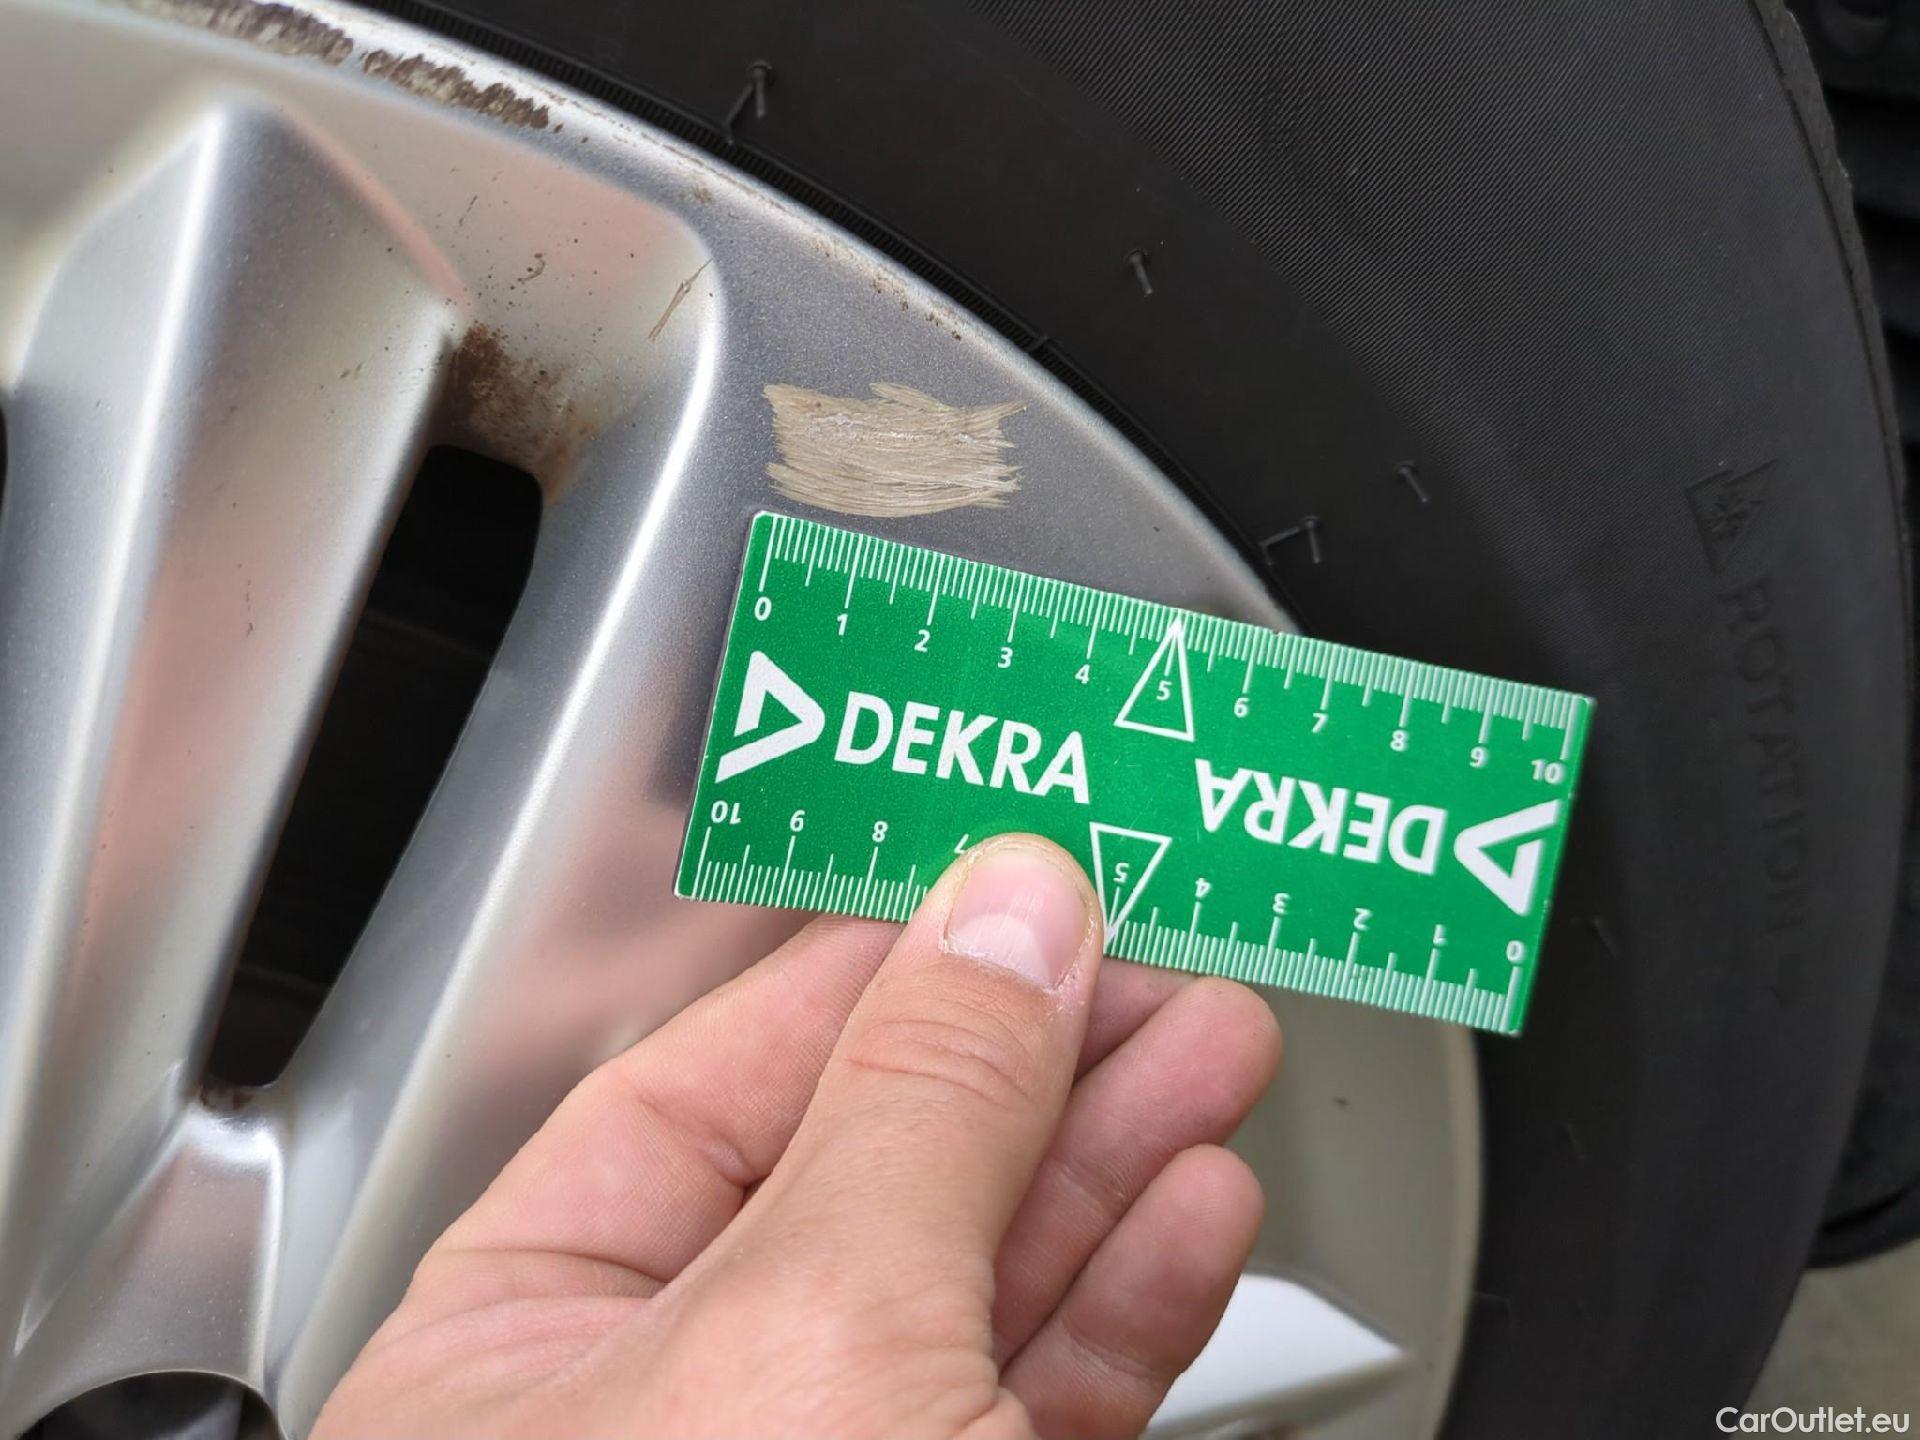 0 1 2 3 4 5 6 7 8 9 10
DEKRA
DEKRA
10 9 8 7 5 4 3 2 1 0
ROTATION
CarOutlet.eu